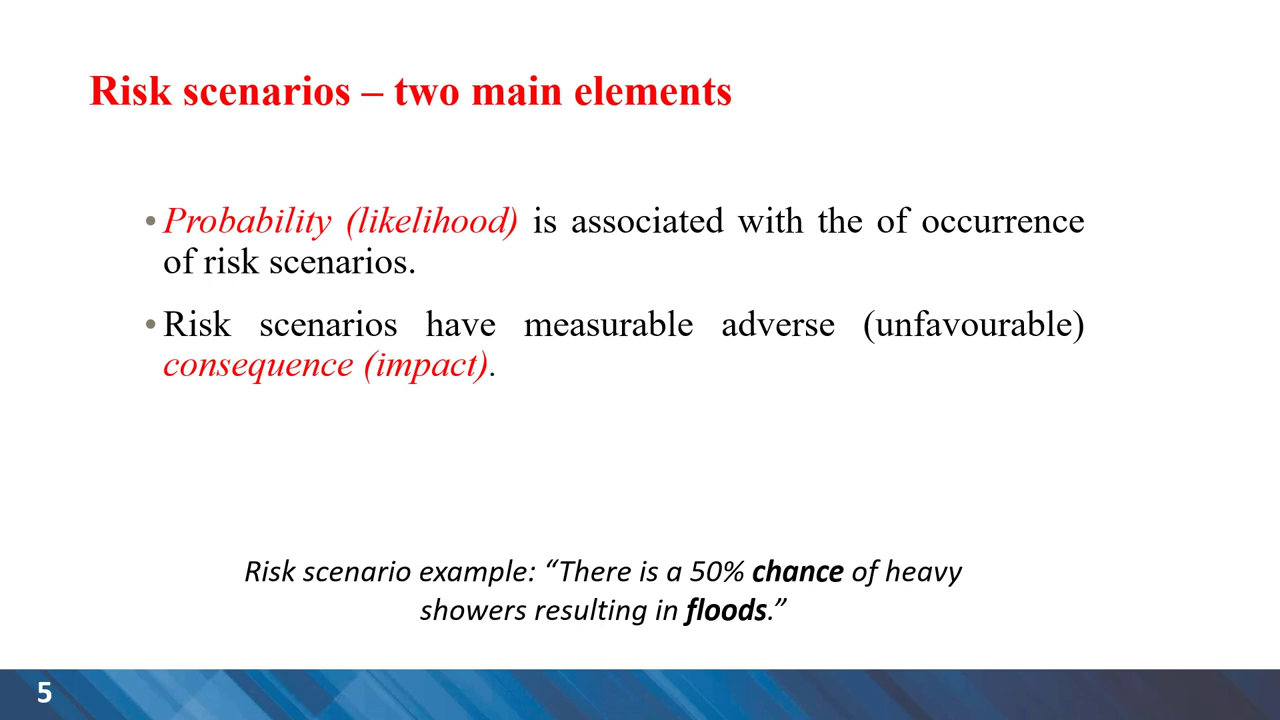 Risk scenarios – two main elements
•Probability (likelihood) is associated with the of occurrence
of risk scenarios.
•Risk scenarios have measurable adverse (unfavourable)
consequence (impact).
Risk scenario example: “There is a 50% chance of heavy
showers resulting in floods.”
5